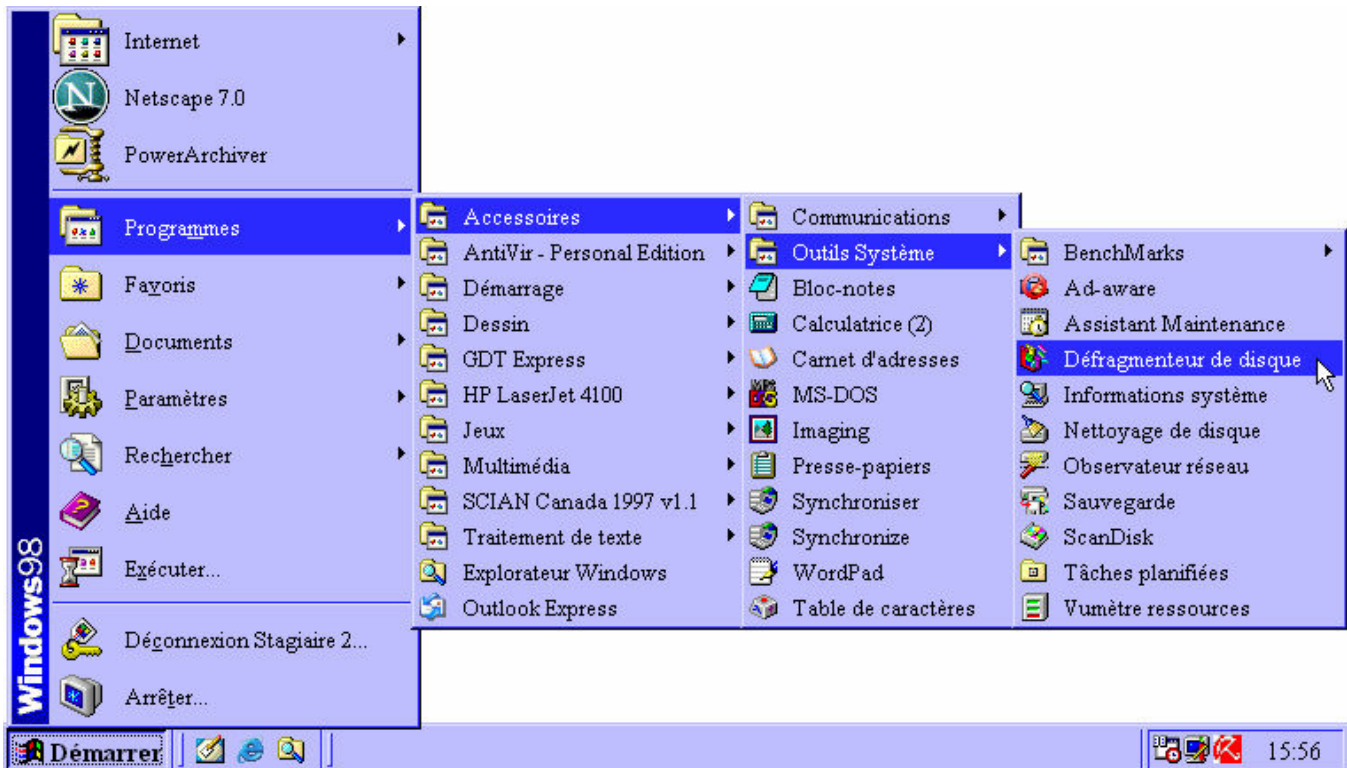 Internet
Netscape 7.0
PowerArchiver
Programmes
Favoris
Documents
Paramètres
Rechercher
Aide
Exécuter...
Déconnexion Stagiaire 2...
Arrêter...
Windows98
Accessoires
AntiVir - Personal Edition
Démarrage
Dessin
GDT Express
HP LaserJet 4100
Jeux
Multimédia
SCIAN Canada 1997 v1.1
Traitement de texte
Explorateur Windows
Outlook Express
Communications
Outils Système
Bloc-notes
Calculatrice (2)
Carnet d'adresses
MS-DOS
Imaging
Presse-papiers
Synchroniser
Synchronize
WordPad
Table de caractères
BenchMarks
Ad-aware
Assistant Maintenance
Défragmenteur de disque
Informations système
Nettoyage de disque
Observateur réseau
Sauvegarde
ScanDisk
Tâches planifiées
Vumètre ressources
Démarrer
15:56